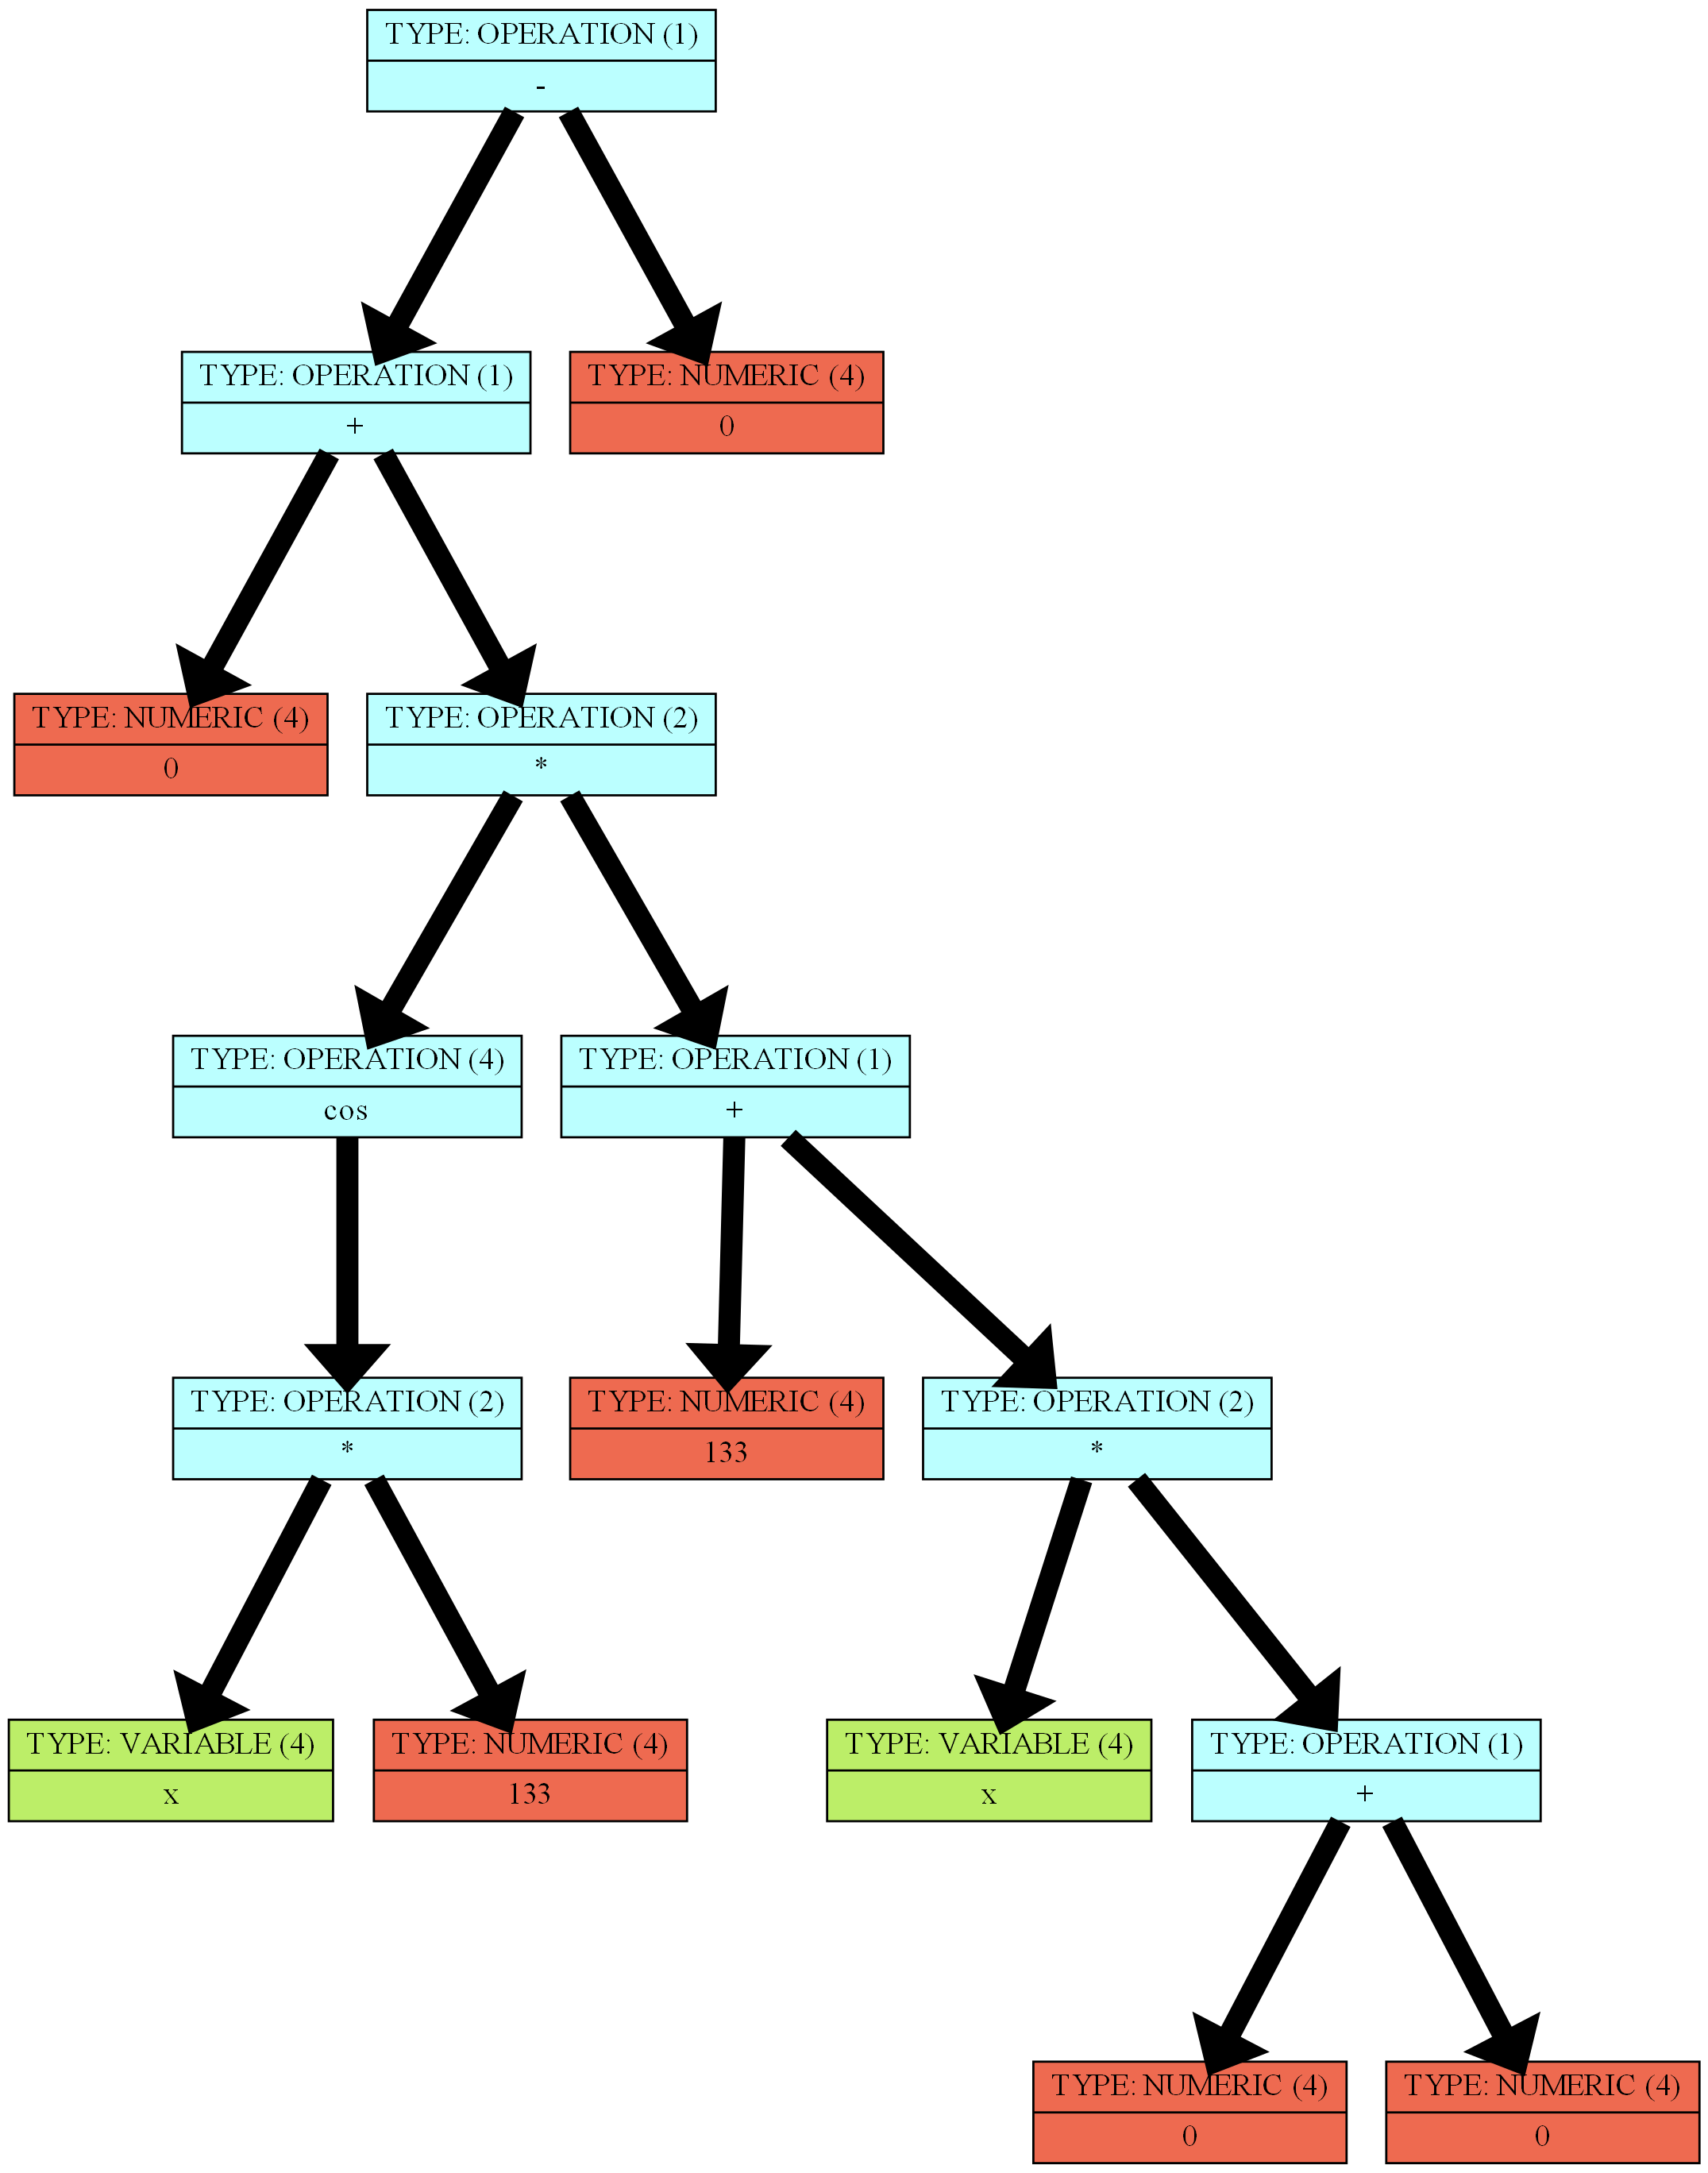 TYPE: OPERATION (1)
-
TYPE: OPERATION (1)
+
TYPE: NUMERIC (4)
0
TYPE: NUMERIC (4)
0
TYPE: OPERATION (2)
*
TYPE: OPERATION (4)
cos
TYPE: OPERATION (1)
+
TYPE: OPERATION (2)
*
TYPE: NUMERIC (4)
133
TYPE: OPERATION (2)
*
TYPE: VARIABLE (4)
x
TYPE: NUMERIC (4)
133
TYPE: VARIABLE (4)
x
TYPE: OPERATION (1)
+
TYPE: NUMERIC (4)
0
TYPE: NUMERIC (4)
0